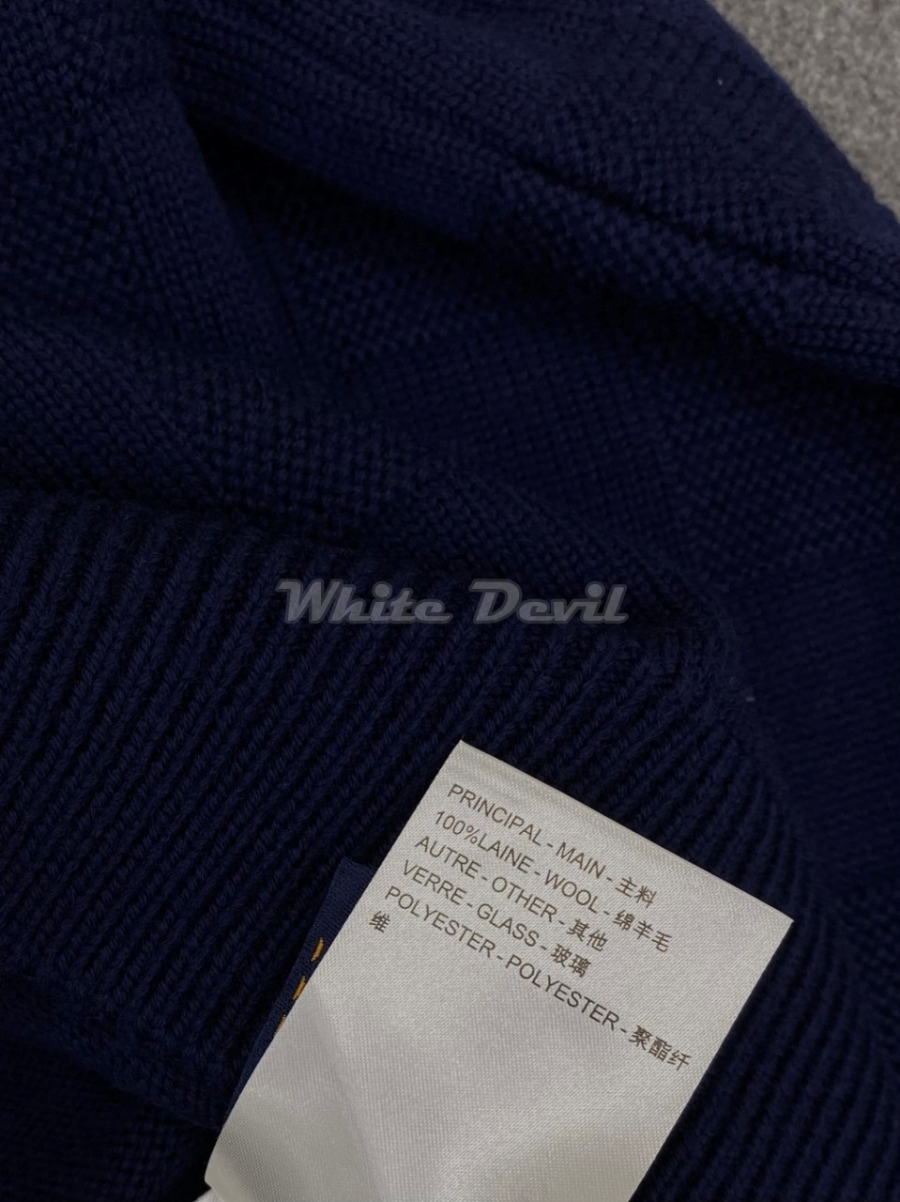 White Devil
PRINCIPAL - MAIN - 主料
100%LAINE - WOOL - 绵羊毛
AUTRE - OTHER - 其他
VERRE - GLASS - 玻璃
POLYESTER - POLYESTER - 聚酯纤
维